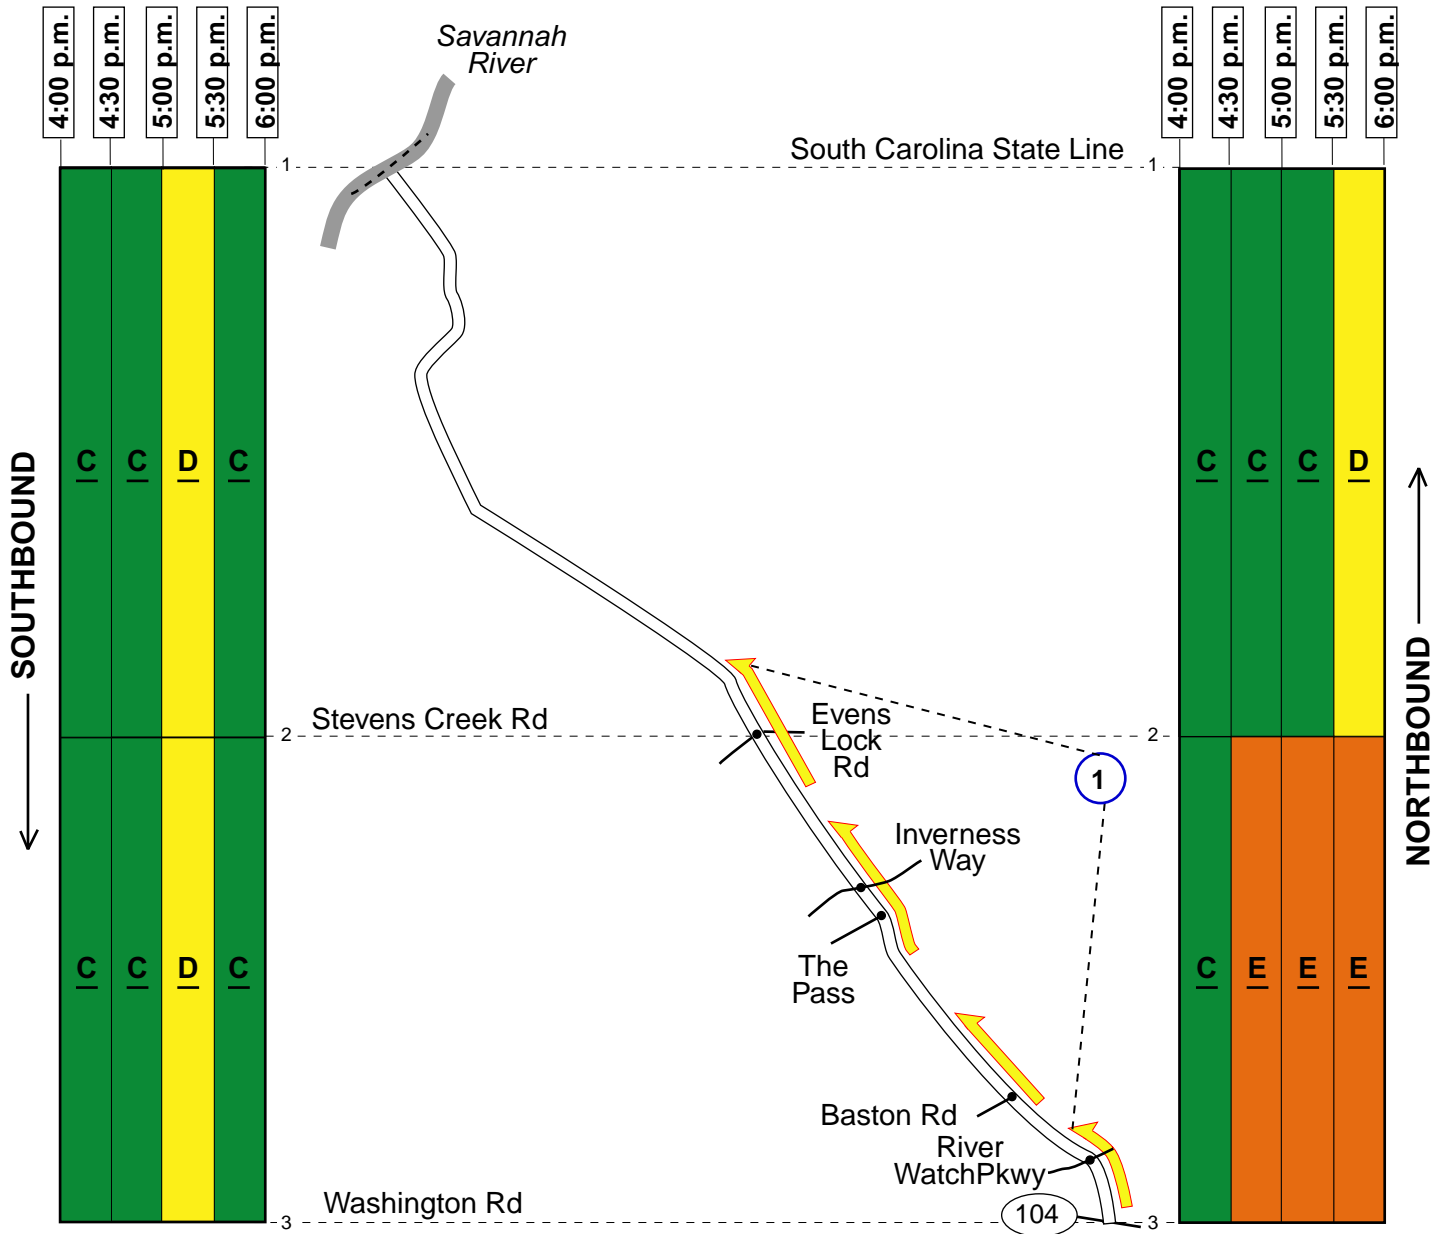 4:00 p.m.
4:30 p.m.
5:00 p.m.
5:30 p.m.
6:00 p.m.
Savannah
River
4:00 p.m.
4:30 p.m.
5:00 p.m.
5:30 p.m.
6:00 p.m.
1
South Carolina State Line
1
SOUTHBOUND
C C D C
C C C D
NORTHBOUND
Stevens Creek Rd
2
Evens
Lock
Rd
2
1
Inverness
Way
The
Pass
C C D C
C E E E
Baston Rd
River
WatchPkwy
Washington Rd
3
104
3